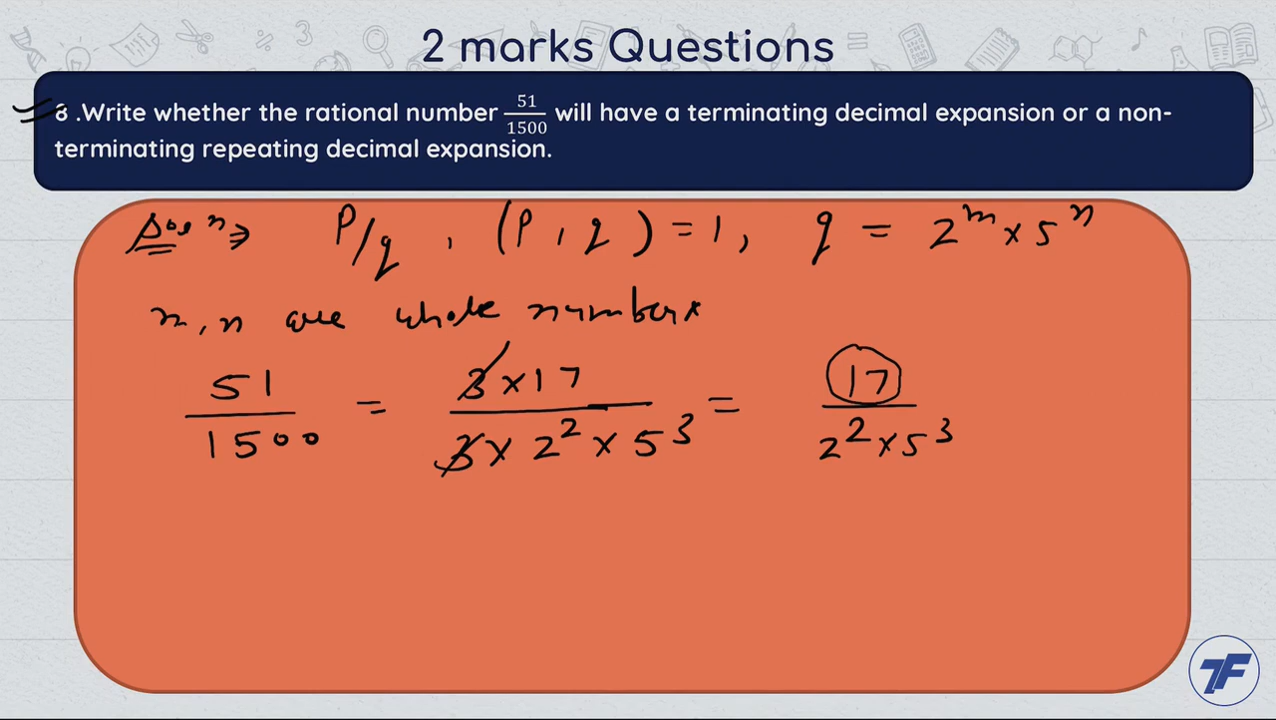 2 marks Questions
8 .Write whether the rational number 51/1500 will have a terminating decimal expansion or a non-
terminating repeating decimal expansion.
Ans ⇒ P/q , (P, q) = 1, q = 2^m × 5^n
m, n are whole numbers
51/1500 = 3×17/3×2^2×5^3 = 17/2^2×5^3
TF